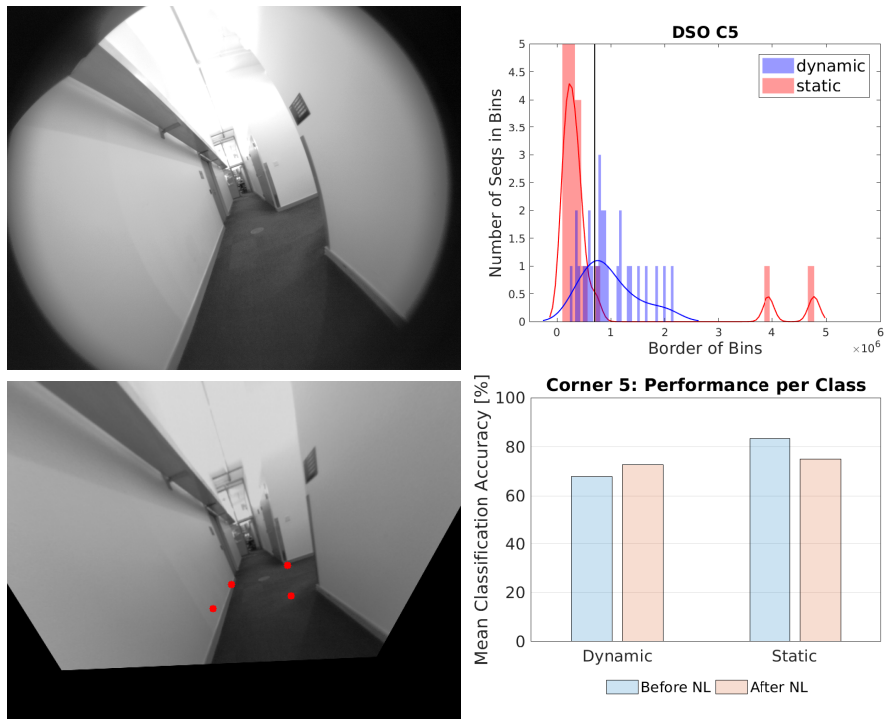 DSO C5
Number of Seqs in Bins
5
4.5
4
3.5
3
2.5
2
1.5
1
0.5
0
dynamic
static
0 1 2 3 4 5 6
×10⁶
Border of Bins
Corner 5: Performance per Class
Mean Classification Accuracy [%]
100
80
60
40
20
0
Dynamic Static
Before NL After NL